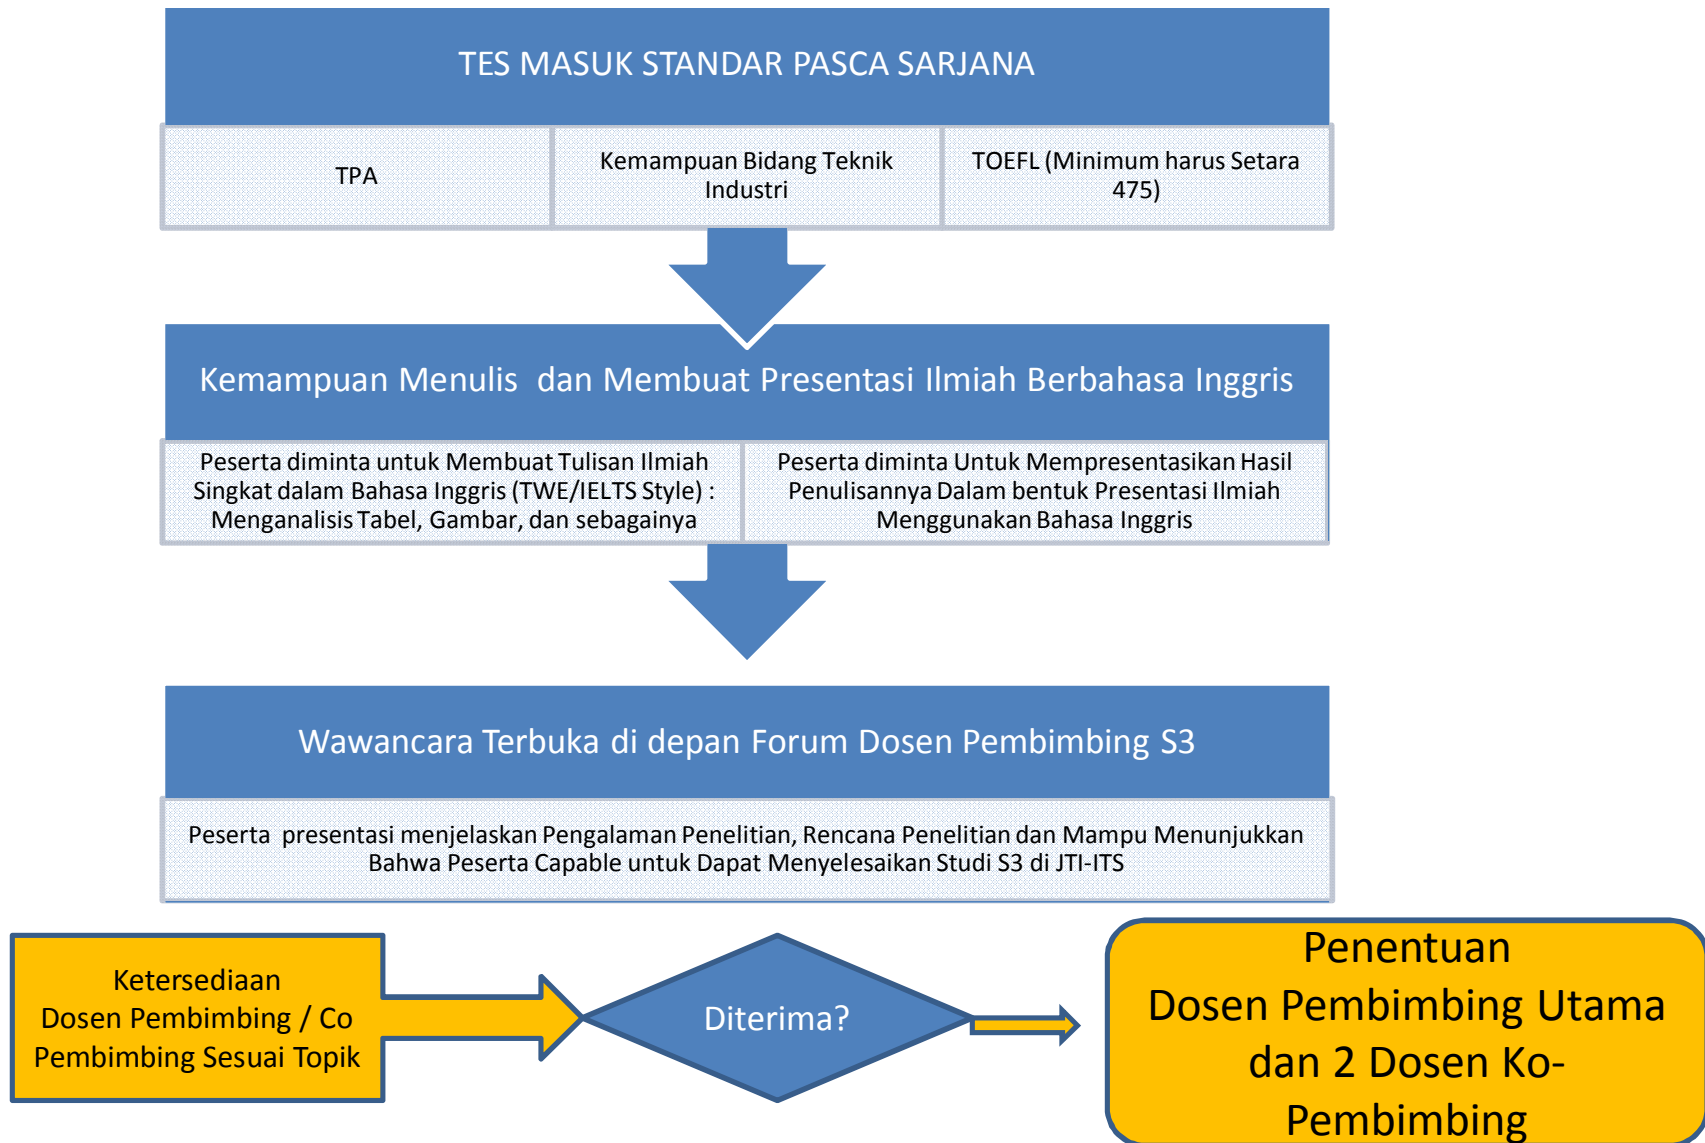 TES MASUK STANDAR PASCA SARJANA
TPA
Kemampuan Bidang Teknik
Industri
TOEFL (Minimum harus Setara
475)
Kemampuan Menulis  dan Membuat Presentasi Ilmiah Berbahasa Inggris
Peserta diminta untuk Membuat Tulisan Ilmiah
Singkat dalam Bahasa Inggris (TWE/IELTS Style) :
Menganalisis Tabel, Gambar, dan sebagainya
Peserta diminta Untuk Mempresentasikan Hasil
Penulisannya Dalam bentuk Presentasi Ilmiah
Menggunakan Bahasa Inggris
Wawancara Terbuka di depan Forum Dosen Pembimbing S3
Peserta  presentasi menjelaskan Pengalaman Penelitian, Rencana Penelitian dan Mampu Menunjukkan
Bahwa Peserta Capable untuk Dapat Menyelesaikan Studi S3 di JTI-ITS
Ketersediaan
Dosen Pembimbing / Co
Pembimbing Sesuai Topik
Diterima?
Penentuan
Dosen Pembimbing Utama
dan 2 Dosen Ko-
Pembimbing